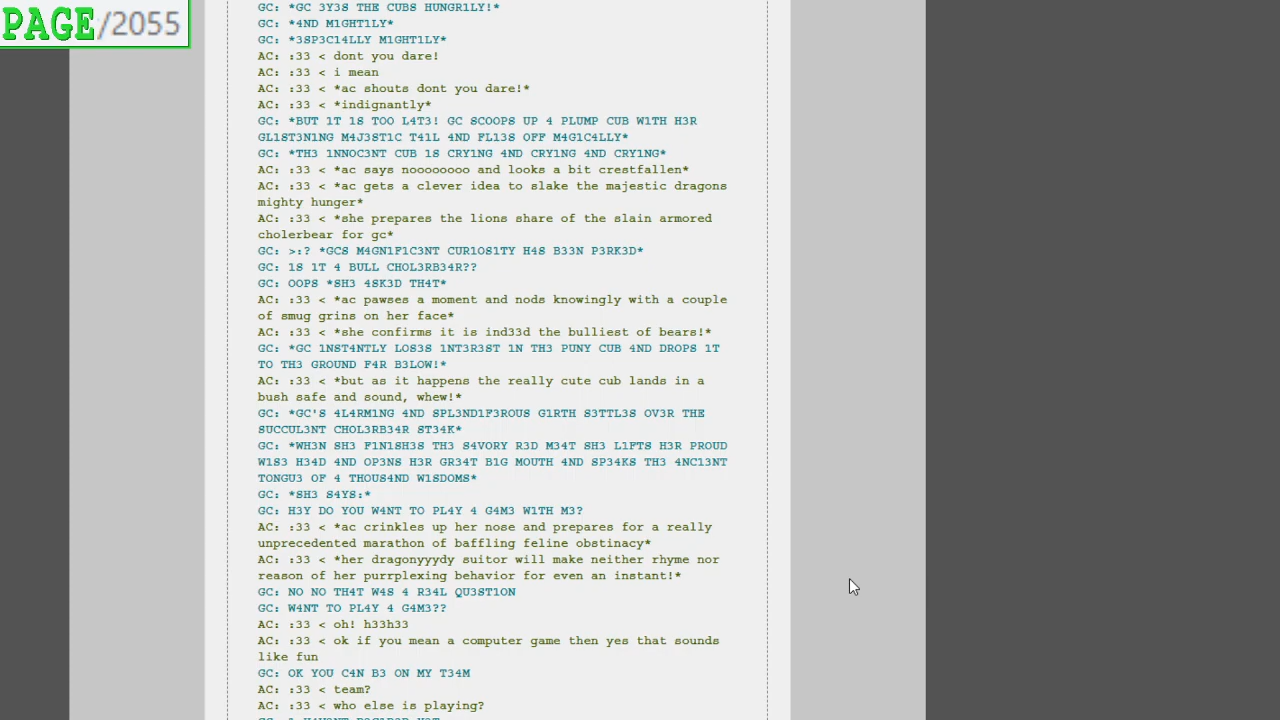 PAGE/2055
GC: *GC 3Y3S THE CUBS HUNGR1LY!*
GC: *4ND M1GHT1LY*
GC: *3SP3C14LLY M1GHT1LY*
AC: :33 < dont you dare!
AC: :33 < i mean
AC: :33 < *ac shouts dont you dare!*
AC: :33 < *indignantly*
GC: *BUT 1T 1S TOO L4T3! GC SCOOPS UP 4 PLUMP CUB W1TH H3R
GL1ST3N1NG M4J3ST1C T41L 4ND FL13S OFF M4G1C4LLY*
GC: *TH3 1NNOC3NT CUB 1S CRY1NG 4ND CRY1NG 4ND CRY1NG*
AC: :33 < *ac says noooooooo and looks a bit crestfallen*
AC: :33 < *ac gets a clever idea to slake the majestic dragons
mighty hunger*
AC: :33 < *she prepares the lions share of the slain armored
cholerbear for gc*
GC: >:? *GCS M4GN1F1C3NT CUR1OS1TY H4S B33N P3RK3D*
GC: 1S 1T 4 BULL CHOL3RB34R??
GC: OOPS *SH3 4SK3D TH4T*
AC: :33 < *ac pawses a moment and nods knowingly with a couple
of smug grins on her face*
AC: :33 < *she confirms it is ind33d the bulliest of bears!*
GC: *GC 1NST4NTLY LOS3S 1NT3R3ST 1N TH3 PUNY CUB 4ND DROPS 1T
TO TH3 GROUND F4R B3LOW!*
AC: :33 < *but as it happens the really cute cub lands in a
bush safe and sound, whew!*
GC: *GC'S 4L4RM1NG 4ND SPL3ND1F3ROUS G1RTH S3TTL3S OV3R THE
SUCCUL3NT CHOL3RB34R ST34K*
GC: *WH3N SH3 F1N1SH3S TH3 S4VORY R3D M34T SH3 L1FTS H3R PROUD
W1S3 H34D 4ND OP3NS H3R GR34T B1G MOUTH 4ND SP34KS TH3 4NC13NT
TONGU3 OF 4 THOUS4ND W1SDOMS*
GC: *SH3 S4YS:*
GC: H3Y DO YOU W4NT TO PL4Y 4 G4M3 W1TH M3?
AC: :33 < *ac crinkles up her nose and prepares for a really
unprecedented marathon of baffling feline obstinacy*
AC: :33 < *her dragonyyydy suitor will make neither rhyme nor
reason of her purrplexing behavior for even an instant!*
GC: NO NO TH4T W4S 4 R34L QU3ST1ON
GC: W4NT TO PL4Y 4 G4M3??
AC: :33 < oh! h33h33
AC: :33 < ok if you mean a computer game then yes that sounds
like fun
GC: OK YOU C4N B3 ON MY T34M
AC: :33 < team?
AC: :33 < who else is playing?